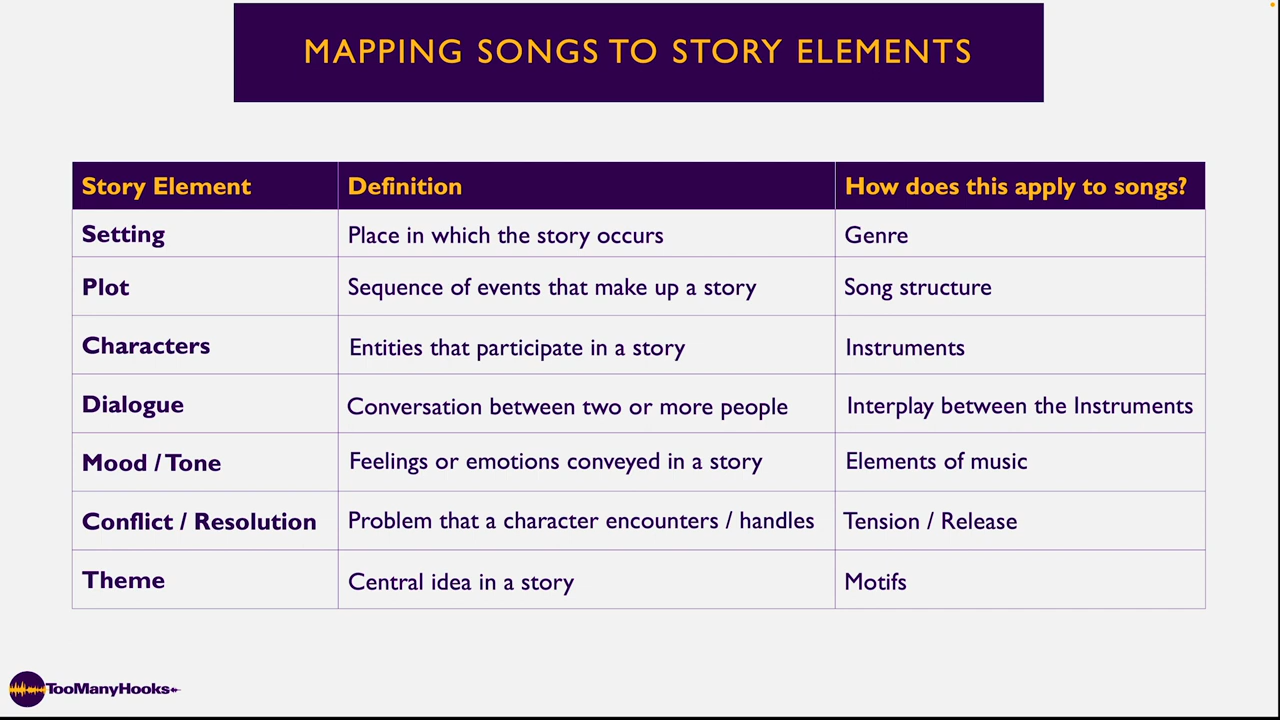 MAPPING SONGS TO STORY ELEMENTS
Story Element Definition How does this apply to songs?
Setting Place in which the story occurs Genre
Plot Sequence of events that make up a story Song structure
Characters Entities that participate in a story Instruments
Dialogue Conversation between two or more people Interplay between the Instruments
Mood / Tone Feelings or emotions conveyed in a story Elements of music
Conflict / Resolution Problem that a character encounters / handles Tension / Release
Theme Central idea in a story Motifs
TooManyHooks